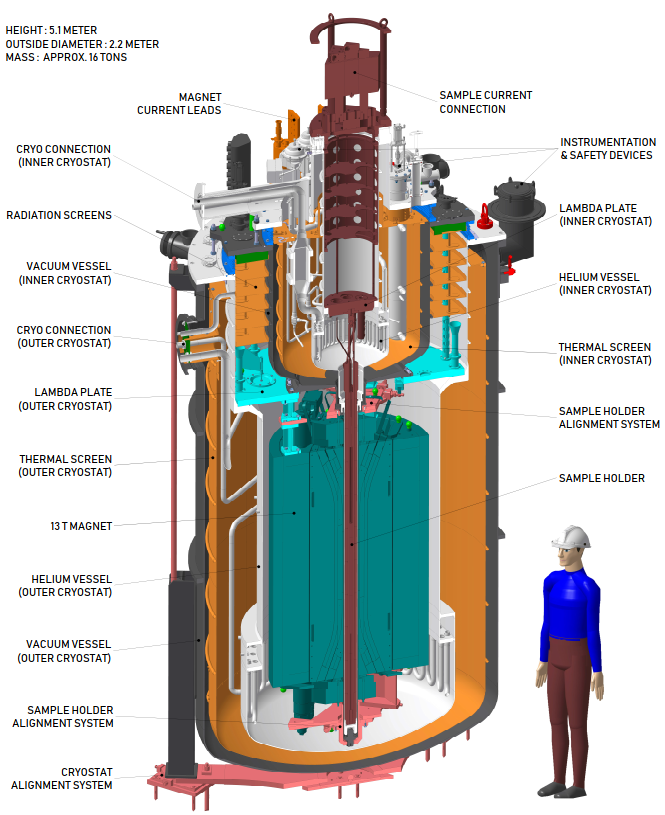 HEIGHT : 5.1 METER
OUTSIDE DIAMETER : 2.2 METER
MASS : APPROX. 16 TONS
SAMPLE CURRENT
CONNECTION
MAGNET
CURRENT LEADS
INSTRUMENTATION
& SAFETY DEVICES
CRYO CONNECTION
(INNER CRYOSTAT)
LAMBDA PLATE
(INNER CRYOSTAT)
RADIATION SCREENS
VACUUM VESSEL
(INNER CRYOSTAT)
HELIUM VESSEL
(INNER CRYOSTAT)
CRYO CONNECTION
(OUTER CRYOSTAT)
THERMAL SCREEN
(INNER CRYOSTAT)
LAMBDA PLATE
(OUTER CRYOSTAT)
SAMPLE HOLDER
ALIGNMENT SYSTEM
THERMAL SCREEN
(OUTER CRYOSTAT)
SAMPLE HOLDER
13 T MAGNET
HELIUM VESSEL
(OUTER CRYOSTAT)
VACUUM VESSEL
(OUTER CRYOSTAT)
SAMPLE HOLDER
ALIGNMENT SYSTEM
CRYOSTAT
ALIGNMENT SYSTEM